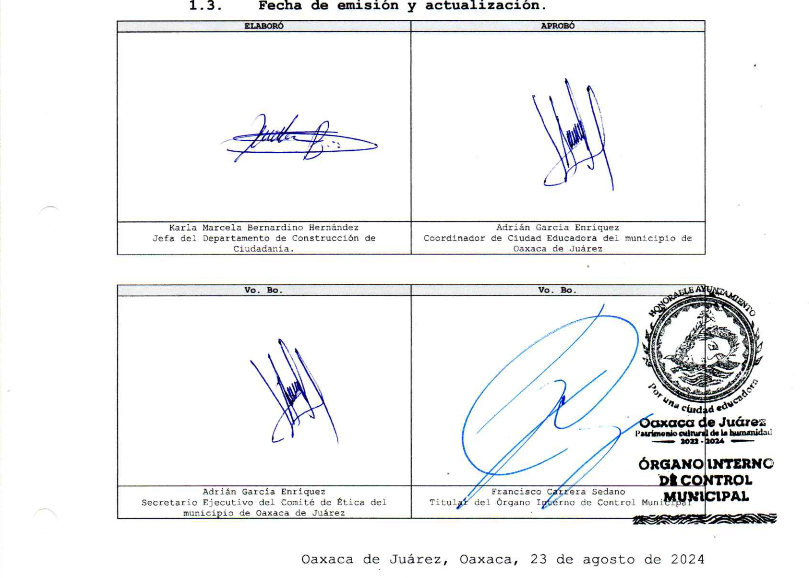 1.3. Fecha de emisión y actualización.
ELABORÓ
APROBÓ
Karla Marcela Bernardino Hernández
Jefa del Departamento de Construcción de
Ciudadanía.
Adrián García Enríquez
Coordinador de Ciudad Educadora del municipio de
Oaxaca de Juárez
Vo. Bo.
Vo. Bo.
Adrián García Enríquez
Secretario Ejecutivo del Comité de Ética del
municipio de Oaxaca de Juárez
Francisco Carrera Sedano
Titular del Órgano Interno de Control Municipal
HONORABLE AYUNTAMIENTO
Por una ciudad educadora
Oaxaca de Juárez
Patrimonio cultural de la humanidad
2022 - 2024
ÓRGANO INTERNO
DE CONTROL
MUNICIPAL
Oaxaca de Juárez, Oaxaca, 23 de agosto de 2024